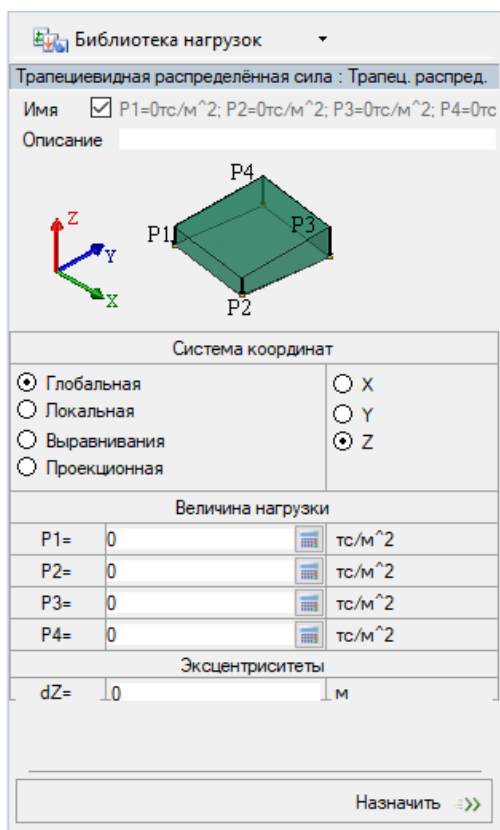 Библиотека нагрузок
Трапециевидная распределённая сила : Трапец. распред.
Имя P1=0тс/м^2; P2=0тс/м^2; P3=0тс/м^2; P4=0тс
Описание
P4
Z
P1
P3
Y
X
P2
Система координат
Глобальная X
Локальная Y
Выравнивания Z
Проекционная
Величина нагрузки
P1= 0 тс/м^2
P2= 0 тс/м^2
P3= 0 тс/м^2
P4= 0 тс/м^2
Эксцентриситеты
dZ= 0 м
Назначить